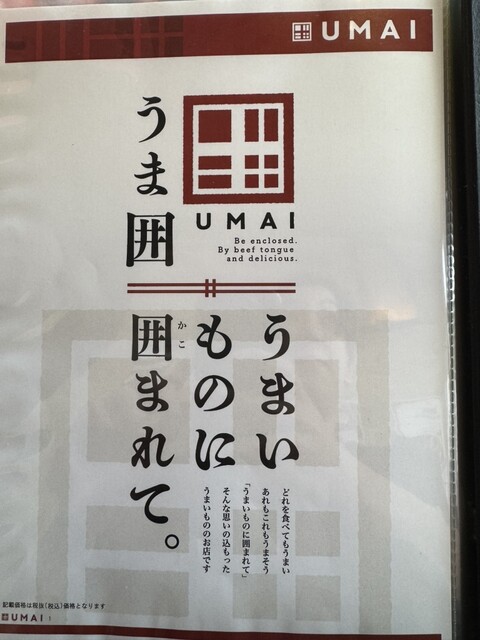 UMAI
うま囲
UMAI
Be enclosed.
By beef tongue
and delicious.
うまい
ものに
囲まれて。
かこ
どれを食べてもうまい
あれもこれもうまそう
「うまいものに囲まれて」
そんな思いの込もった
うまいもののお店です
記載価格は税抜(税込)価格となります
UMAI 1